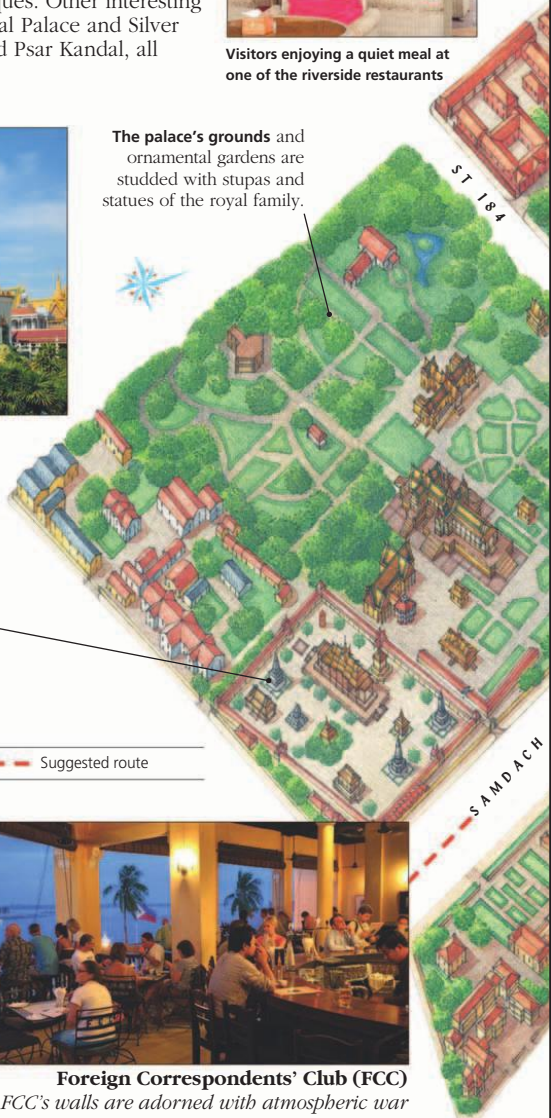 ques. Other interesting
al Palace and Silver
d Psar Kandal, all
Visitors enjoying a quiet meal at
one of the riverside restaurants
The palace's grounds and
ornamental gardens are
studded with stupas and
statues of the royal family.
ST 184
Suggested route
SAMDACH
Foreign Correspondents' Club (FCC)
FCC's walls are adorned with atmospheric war